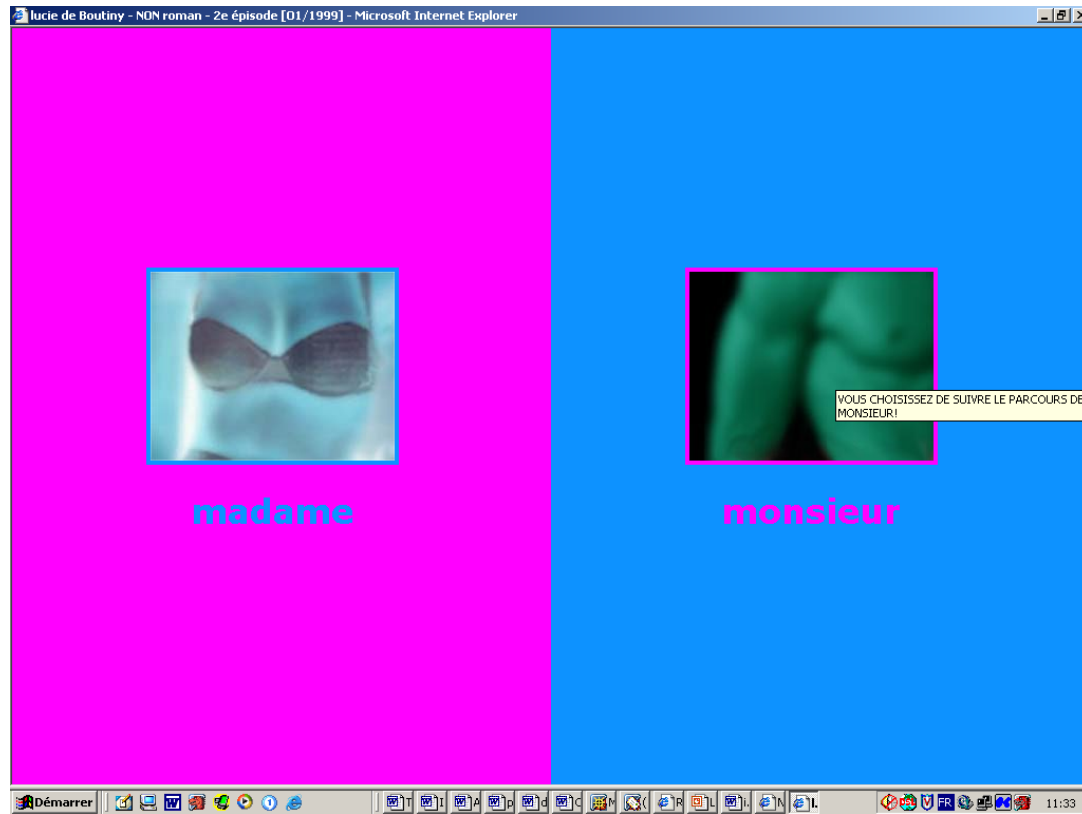 lucie de Boutiny - NON roman - 2e épisode [01/1999] - Microsoft Internet Explorer
madame
monsieur
VOUS CHOISISSEZ DE SUIVRE LE PARCOURS DE
MONSIEUR!
Démarrer
FR
11:33